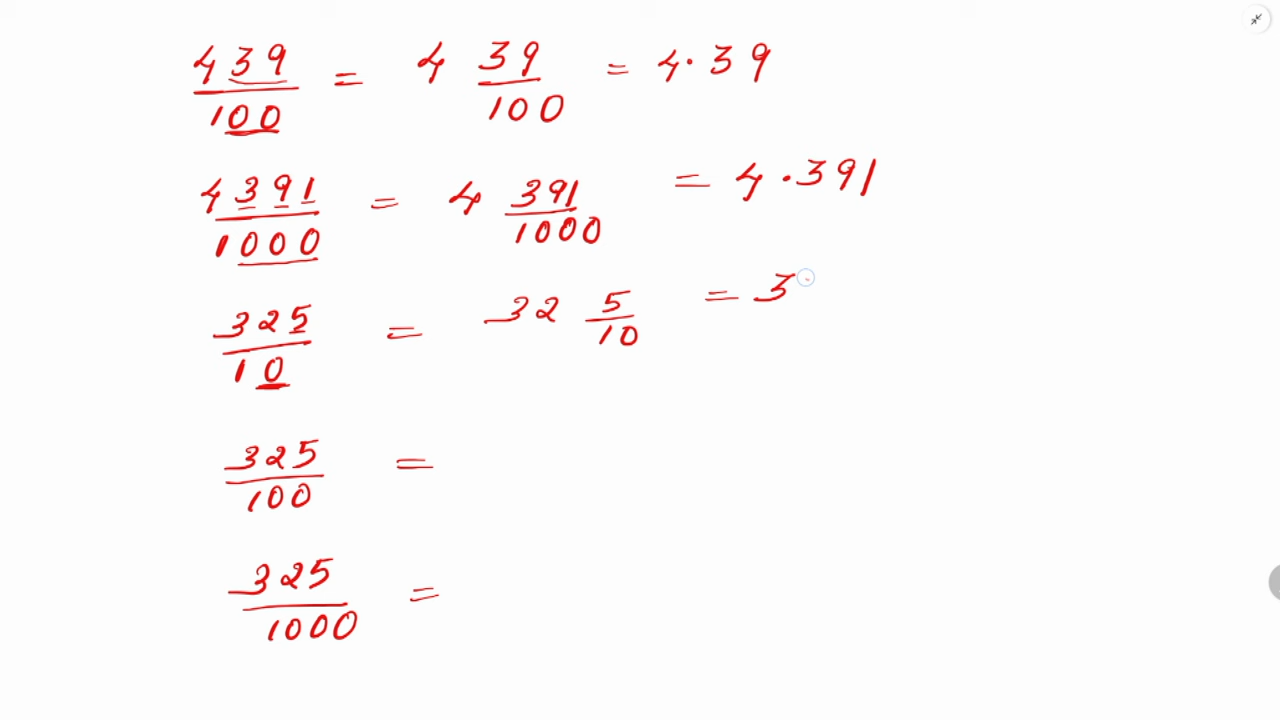 439/100 = 4 39/100 = 4.39
4391/1000 = 4 391/1000 = 4.391
325/10 = 32 5/10 = 3
325/100 =
325/1000 =